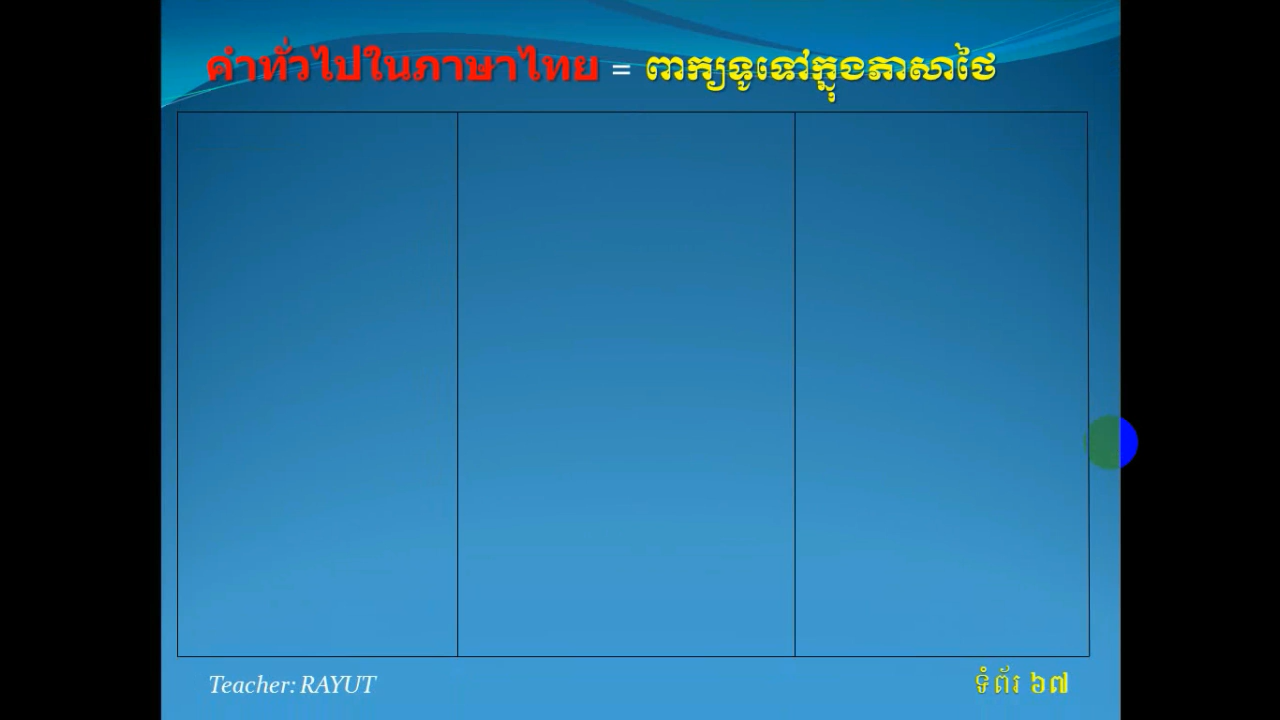 คำทั่วไปในภาษาไทย = ពាក្យទូទៅក្នុងភាសាថៃ
Teacher: RAYUT
ទំព័រ ៦៧